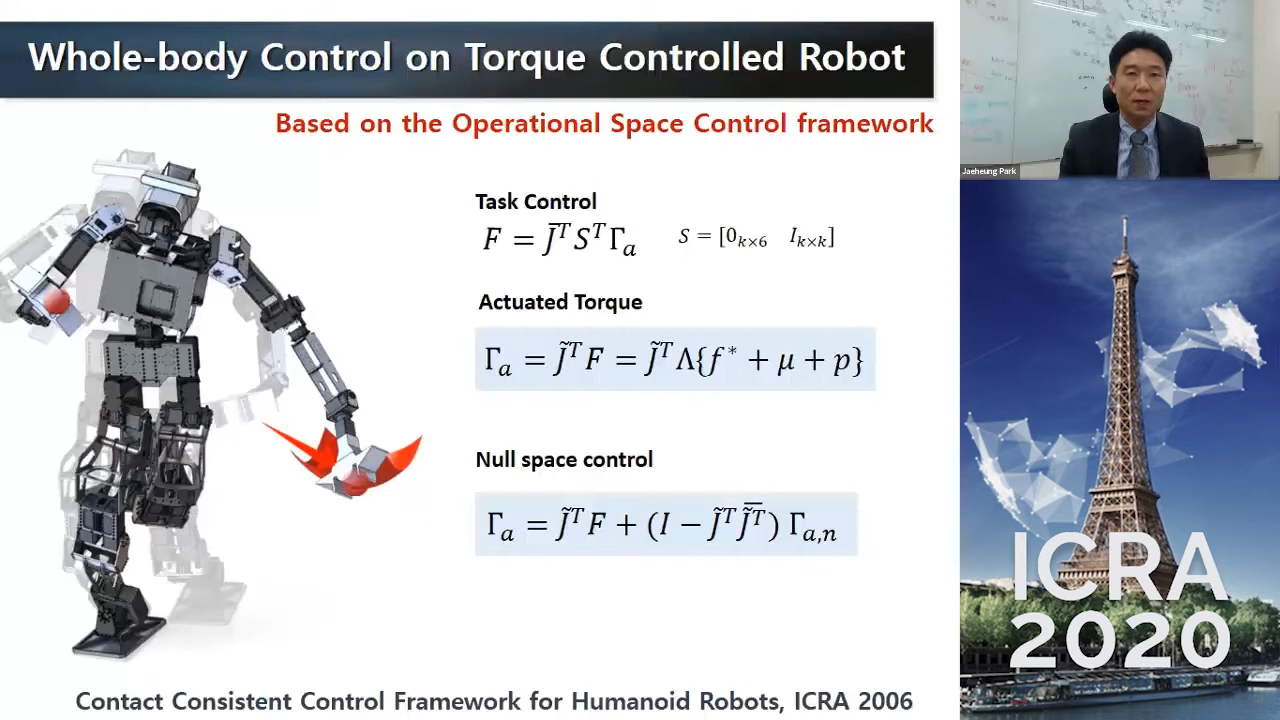 Whole-body Control on Torque Controlled Robot
Based on the Operational Space Control framework
Task Control
F = J̅ᵀSᵀΓₐ    S = [0ₖₓ₆  Iₖₓₖ]
Actuated Torque
Γₐ = J̃ᵀF = J̃ᵀΛ{f* + μ + p}
Null space control
Γₐ = J̃ᵀF + (I − J̃ᵀJ̃̅ᵀ) Γₐ,ₙ
Contact Consistent Control Framework for Humanoid Robots, ICRA 2006
Jaeheung Park
ICRA
2020